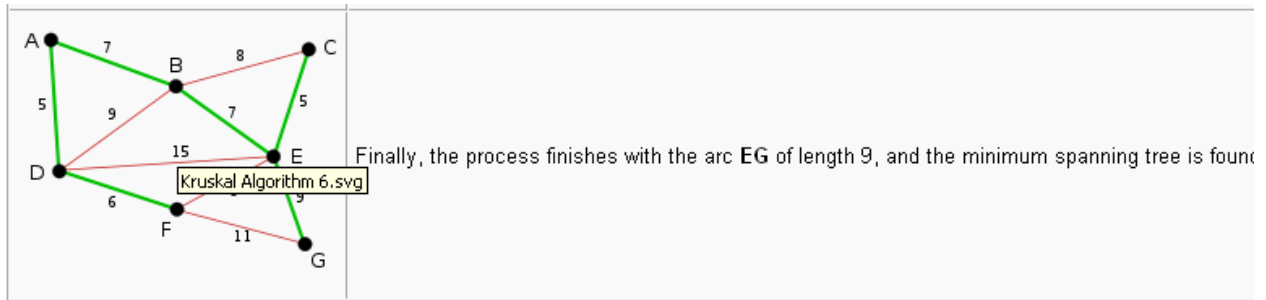 A
7
B
8
C
5
9
7
5
15
E
D
Kruskal Algorithm 6.svg
6
9
F
11
G
Finally, the process finishes with the arc EG of length 9, and the minimum spanning tree is